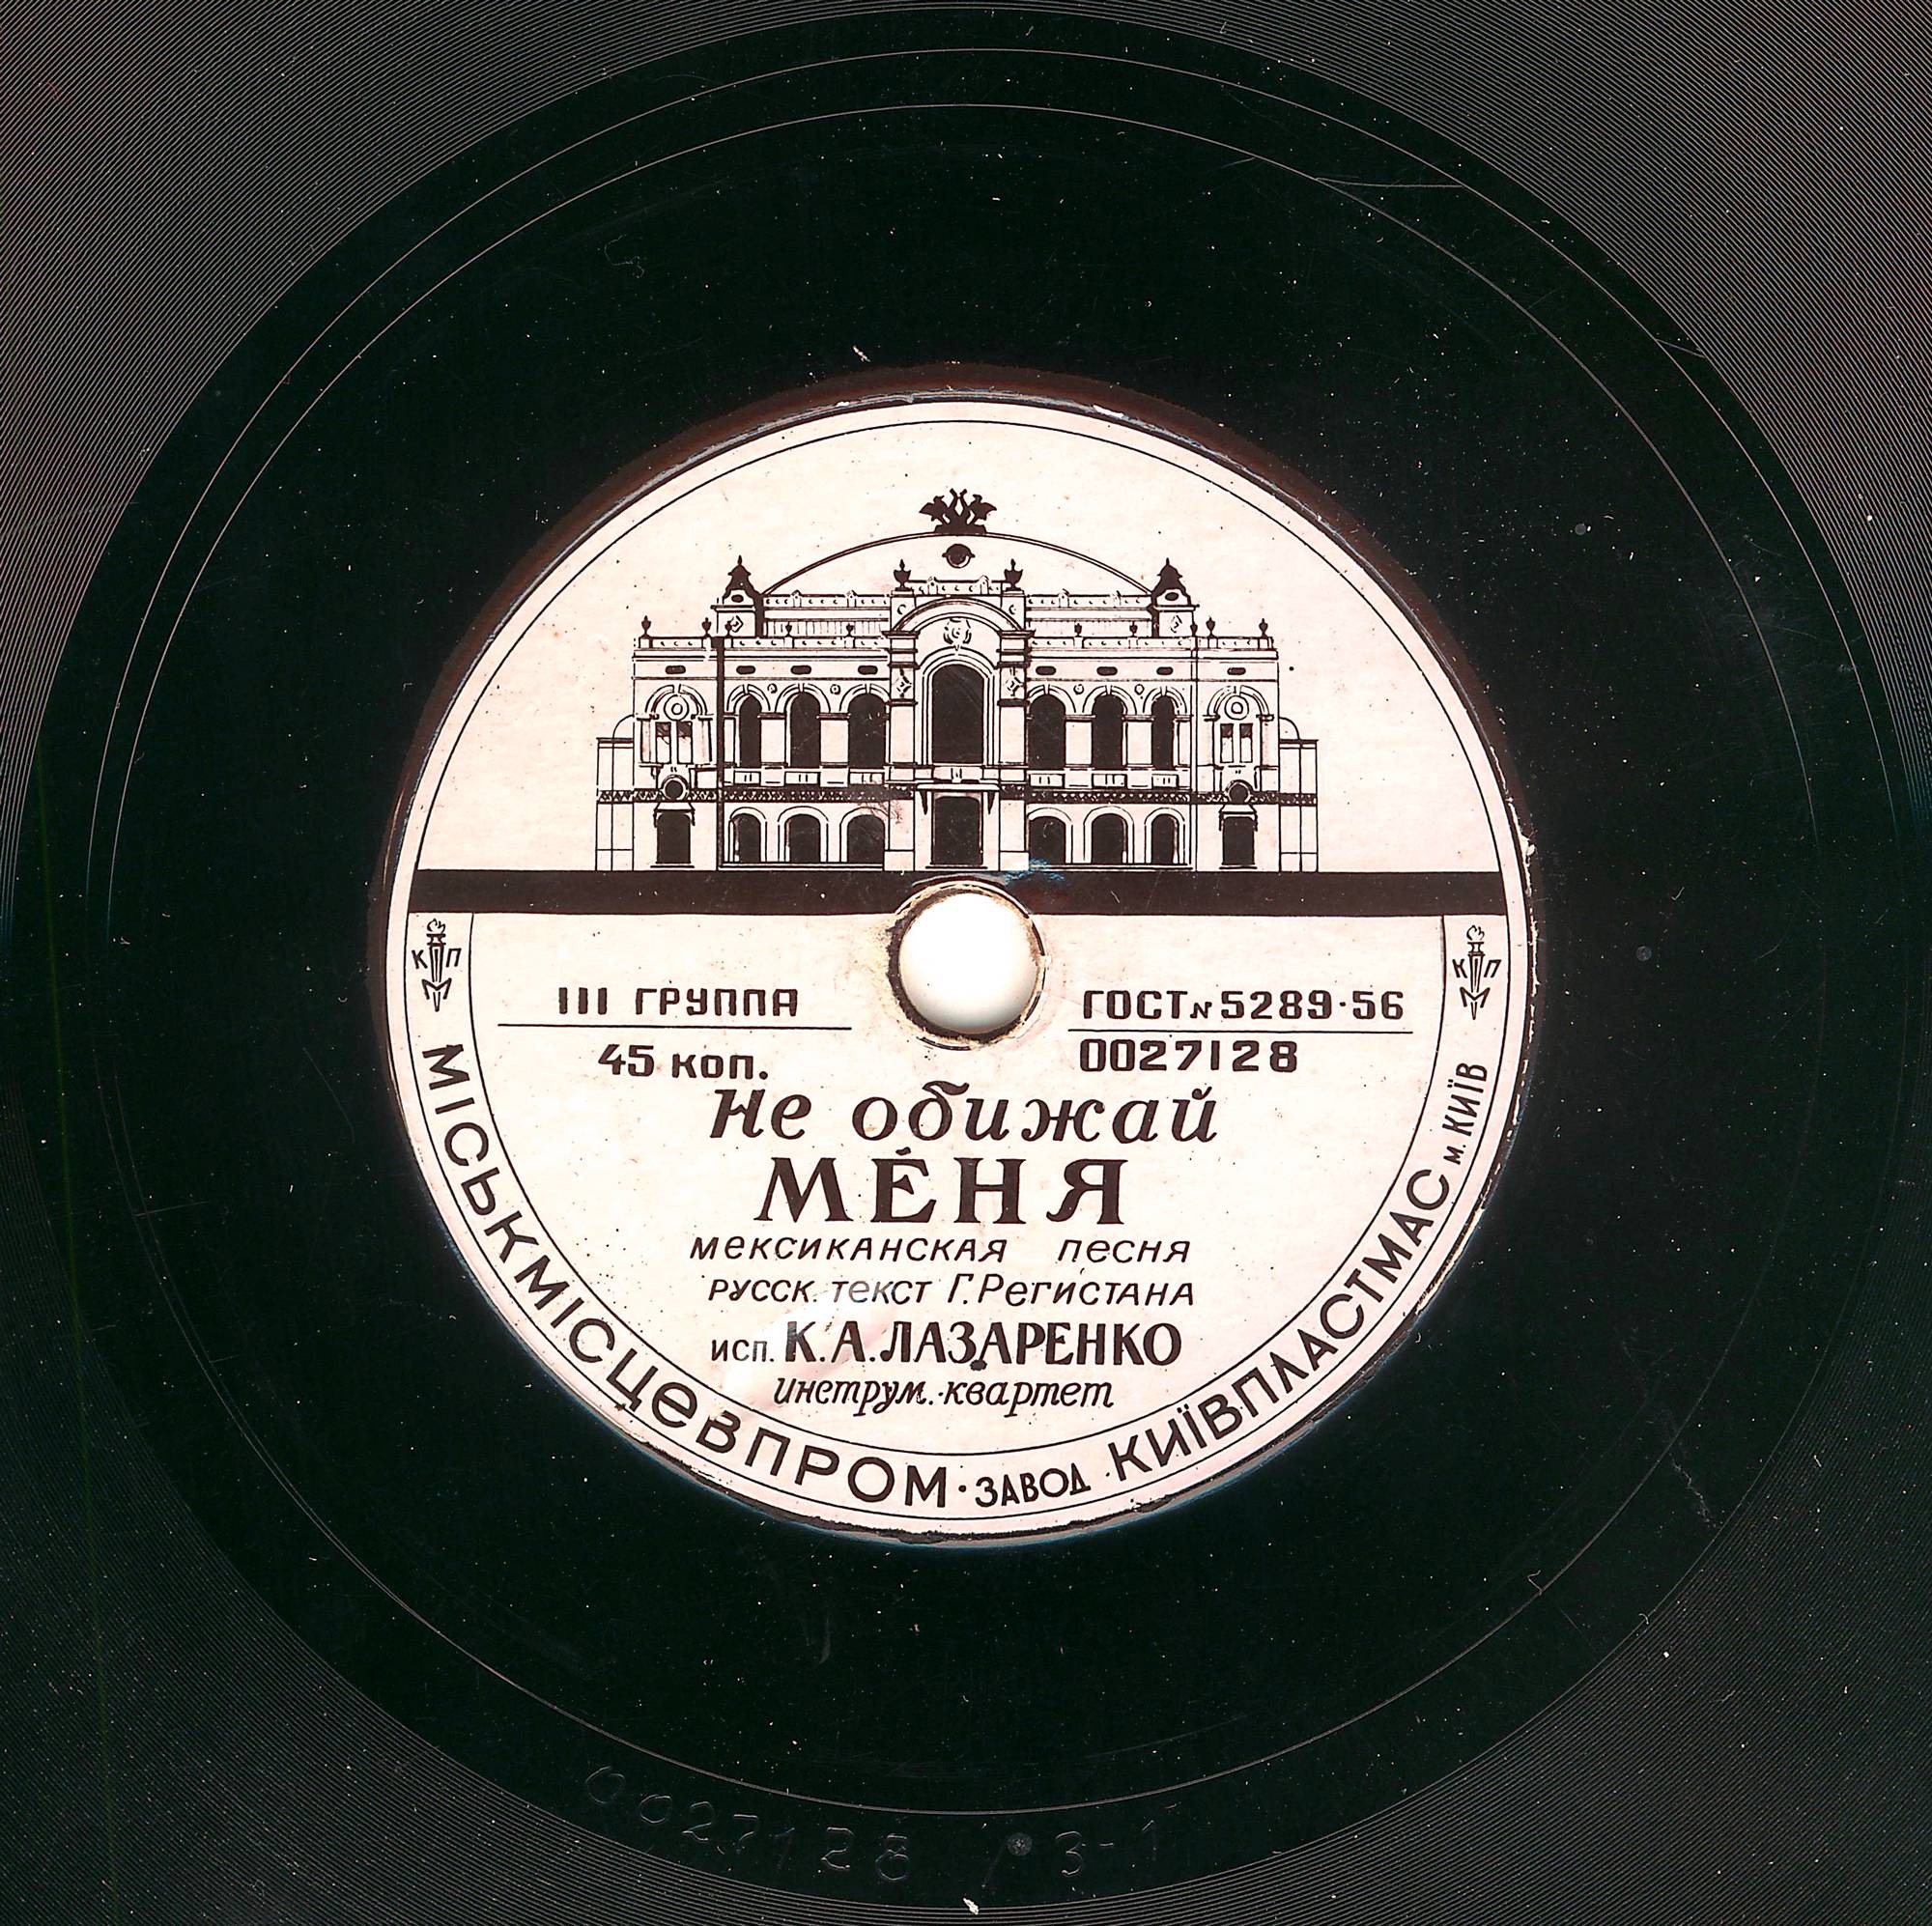 К П
М
К П
М
III ГРУППА
45 коп.
ГОСТ N 5289·56
0027128
Не обижай
МЕНЯ
мексиканская песня
русск. текст Г. Регистана
исп. К.А.ЛАЗАРЕНКО
инструм. квартет
МІСЬКМІСЦЕВПРОМ · ЗАВОД КИЇВПЛАСТМАС м. КИЇВ
0027128 /3-1